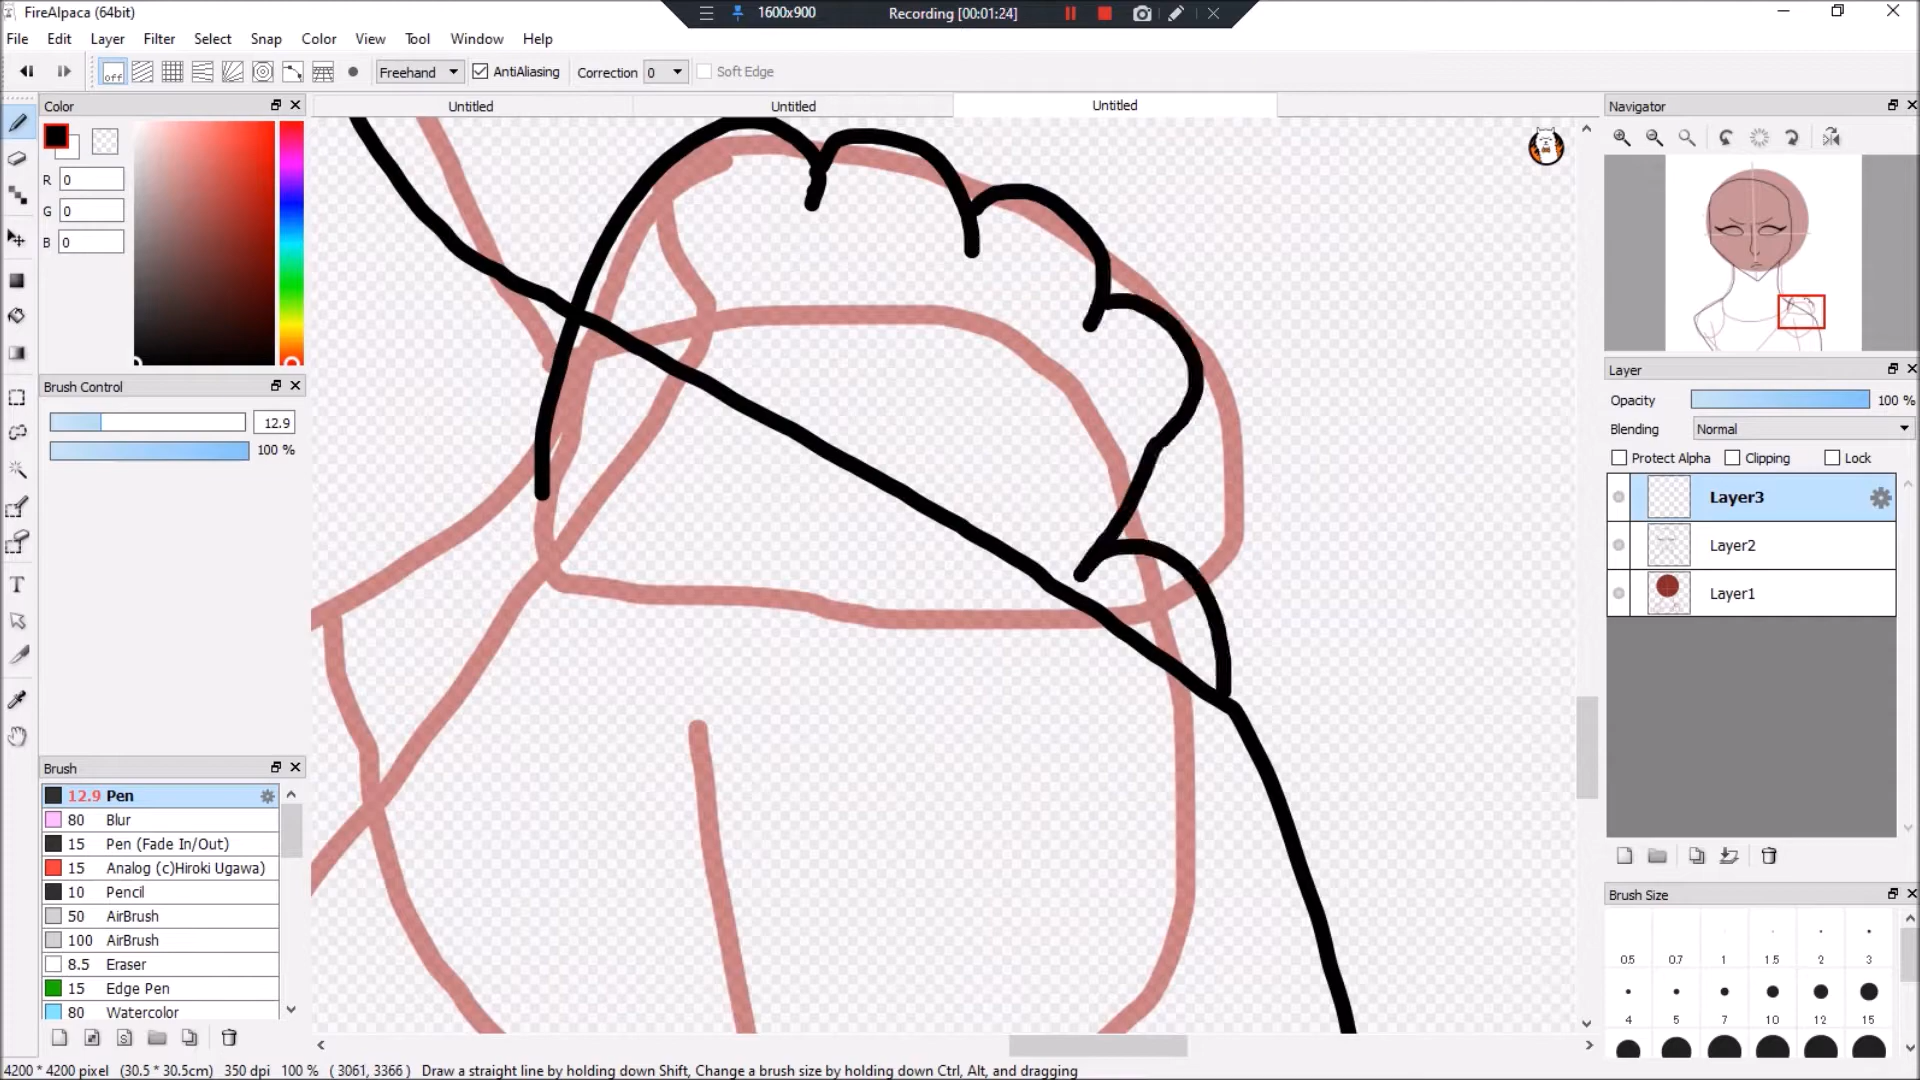 FireAlpaca (64bit)
1600x900
Recording [00:01:24]
File Edit Layer Filter Select Snap Color View Tool Window Help
off Freehand AntiAliasing Correction 0 Soft Edge
Color
Untitled Untitled Untitled
Navigator
R 0
G 0
B 0
Brush Control
12.9
100 %
Layer
Opacity 100 %
Blending Normal
Protect Alpha Clipping Lock
Layer3
Layer2
Layer1
Brush
12.9 Pen
80 Blur
15 Pen (Fade In/Out)
15 Analog (c)Hiroki Ugawa)
10 Pencil
50 AirBrush
100 AirBrush
8.5 Eraser
15 Edge Pen
80 Watercolor
Brush Size
0.5 0.7 1 1.5 2 3
4 5 7 10 12 15
4200 * 4200 pixel (30.5 * 30.5cm) 350 dpi 100 % ( 3061, 3366 ) Draw a straight line by holding down Shift, Change a brush size by holding down Ctrl, Alt, and dragging